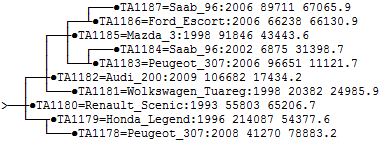 TA1187=Saab_96:2006 89711 67065.9
TA1186=Ford_Escort:2006 66238 66130.9
TA1185=Mazda_3:1998 91846 43443.6
TA1184=Saab_96:2002 6875 31398.7
TA1183=Peugeot_307:2006 96651 11121.7
TA1182=Audi_200:2009 106682 17434.2
TA1181=Wolkswagen_Tuareg:1998 20382 24985.9
TA1180=Renault_Scenic:1993 55803 65206.7
TA1179=Honda_Legend:1996 214087 54377.6
TA1178=Peugeot_307:2008 41270 78883.2